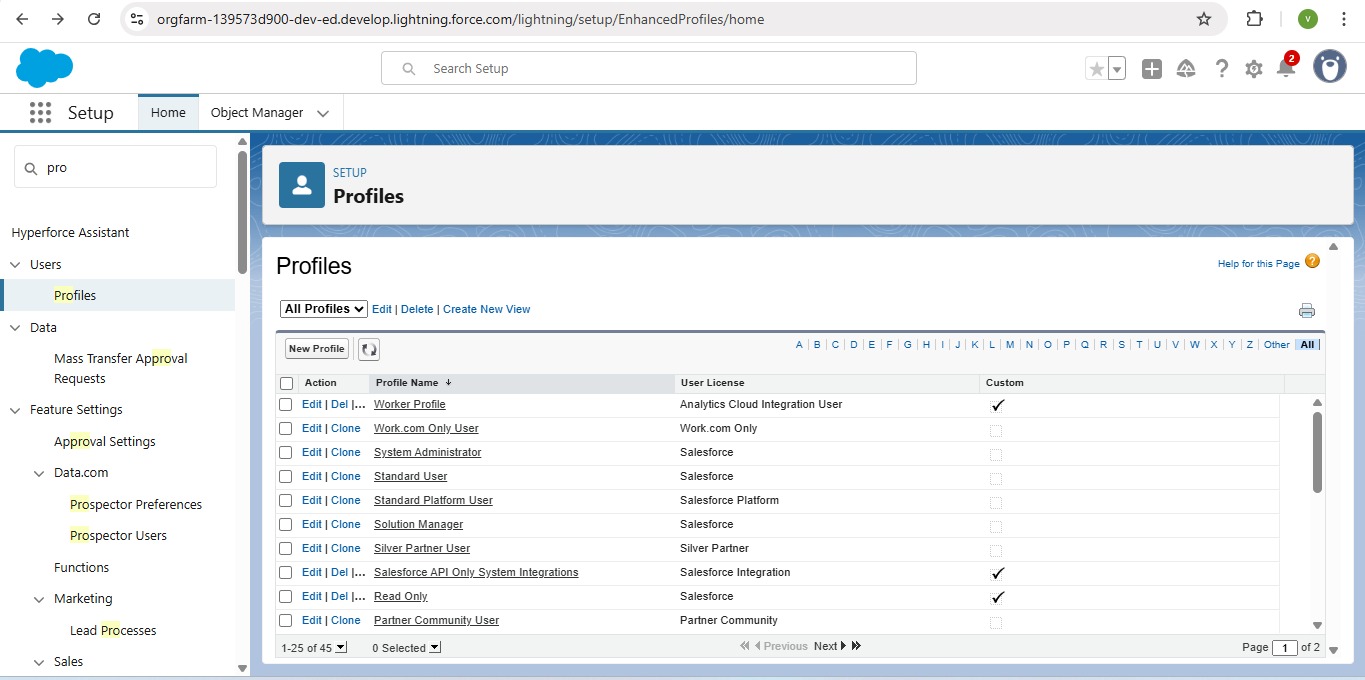 orgfarm-139573d900-dev-ed.develop.lightning.force.com/lightning/setup/EnhancedProfiles/home
V
Search Setup
2
Setup
Home
Object Manager
pro
Hyperforce Assistant
Users
Profiles
Data
Mass Transfer Approval
Requests
Feature Settings
Approval Settings
Data.com
Prospector Preferences
Prospector Users
Functions
Marketing
Lead Processes
Sales
SETUP
Profiles
Profiles
Help for this Page ?
All Profiles Edit | Delete | Create New View
New Profile
A | B | C | D | E | F | G | H | I | J | K | L | M | N | O | P | Q | R | S | T | U | V | W | X | Y | Z | Other | All
Action Profile Name User License Custom
Edit | Del |... Worker Profile Analytics Cloud Integration User
Edit | Clone Work.com Only User Work.com Only
Edit | Clone System Administrator Salesforce
Edit | Clone Standard User Salesforce
Edit | Clone Standard Platform User Salesforce Platform
Edit | Clone Solution Manager Salesforce
Edit | Clone Silver Partner User Silver Partner
Edit | Del |... Salesforce API Only System Integrations Salesforce Integration
Edit | Del |... Read Only Salesforce
Edit | Clone Partner Community User Partner Community
1-25 of 45 0 Selected Previous Next Page 1 of 2